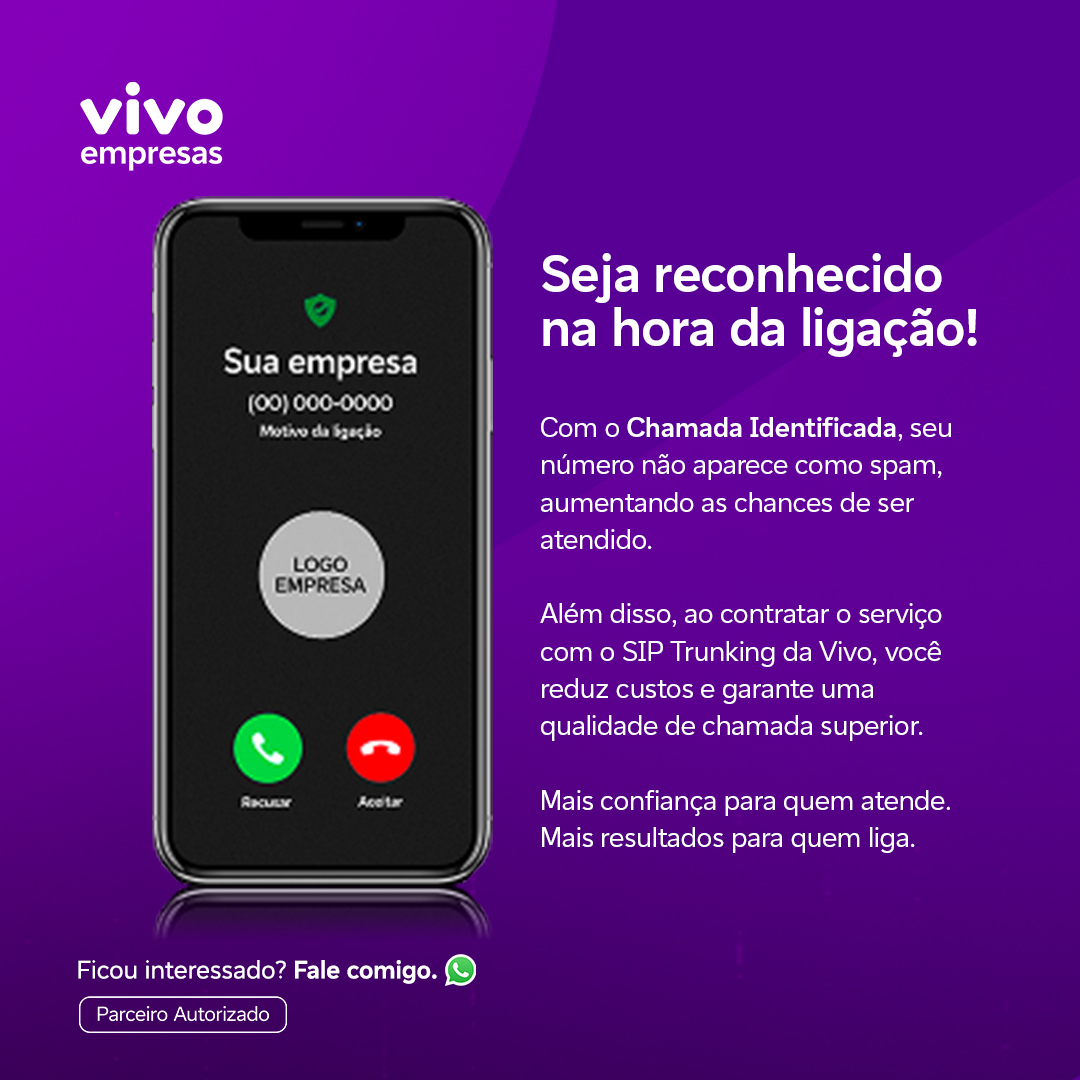 vivo
empresas
Sua empresa
(00) 000-0000
Motivo da ligação
LOGO
EMPRESA
Recusar
Aceitar
Seja reconhecido
na hora da ligação!
Com o Chamada Identificada, seu
número não aparece como spam,
aumentando as chances de ser
atendido.
Além disso, ao contratar o serviço
com o SIP Trunking da Vivo, você
reduz custos e garante uma
qualidade de chamada superior.
Mais confiança para quem atende.
Mais resultados para quem liga.
Ficou interessado? Fale comigo.
Parceiro Autorizado